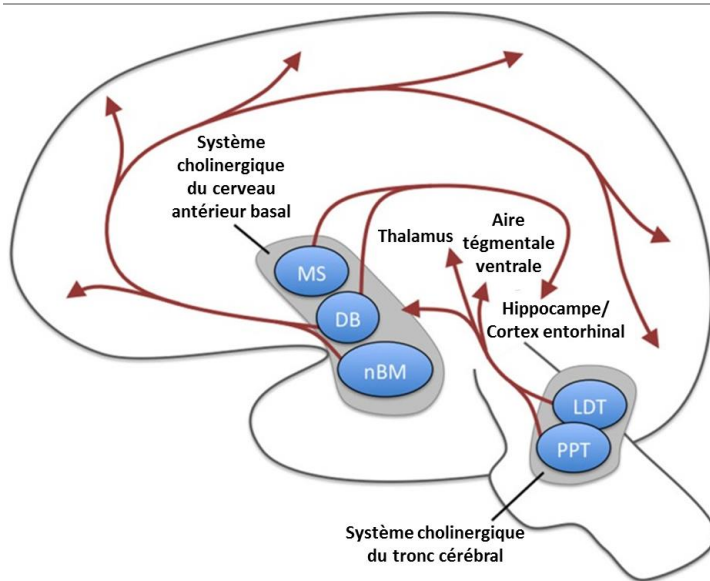 Système
cholinergique
du cerveau
antérieur basal
Thalamus
Aire
tégmentale
ventrale
MS
DB
nBM
Hippocampe/
Cortex entorhinal
LDT
PPT
Système cholinergique
du tronc cérébral